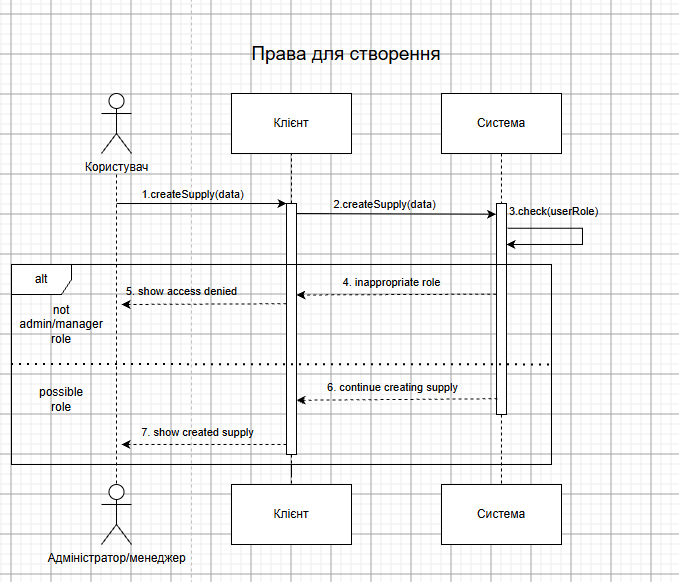 Права для створення
Клієнт
Система
Користувач
1.createSupply(data)
2.createSupply(data)
3.check(userRole)
alt
4. inappropriate role
5. show access denied
not
admin/manager
role
possible
role
6. continue creating supply
7. show created supply
Клієнт
Система
Адміністратор/менеджер